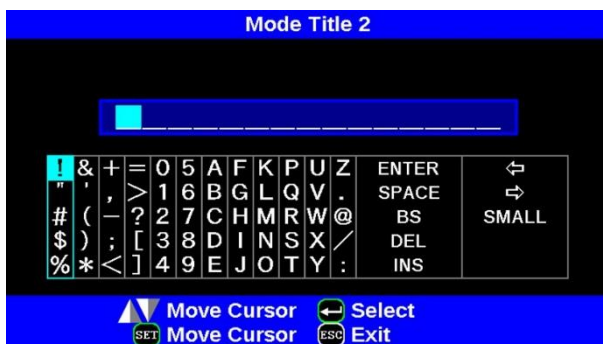 Mode Title 2
! & + = 0 5 A F K P U Z ENTER ⇦
" ' , > 1 6 B G L Q V . SPACE ⇨
# ( – ? 2 7 C H M R W @ BS SMALL
$ ) ; [ 3 8 D I N S X / DEL
% * < ] 4 9 E J O T Y : INS
Move Cursor Select
SET Move Cursor ESC Exit